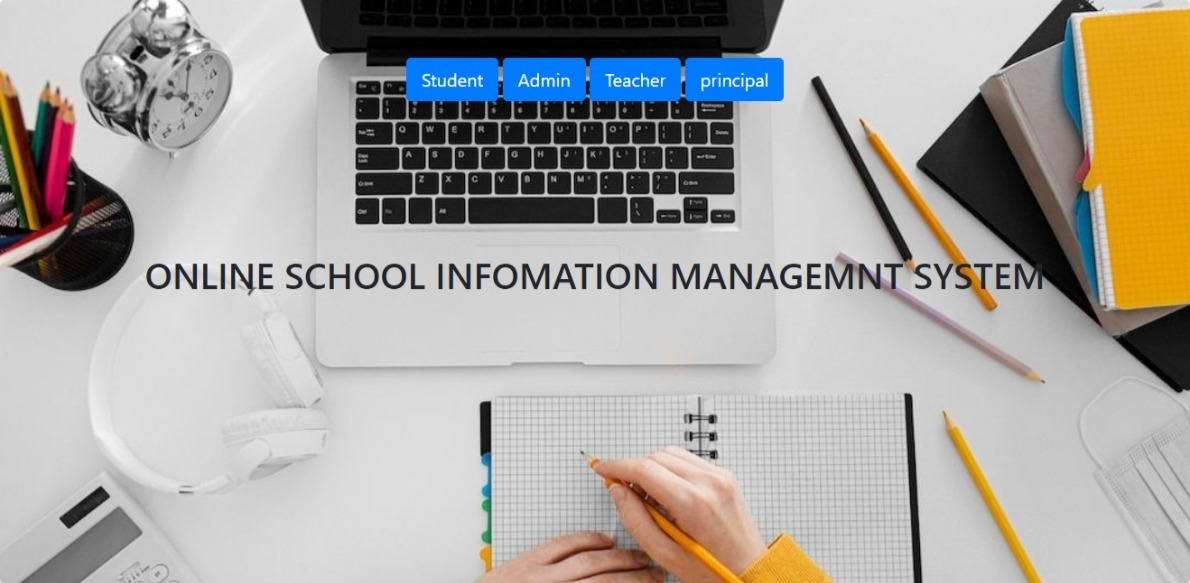 Student Admin Teacher principal
ONLINE SCHOOL INFOMATION MANAGEMNT SYSTEM
Q W E R T Y U I O P
A S D F G H J K L
Z X C V B N M